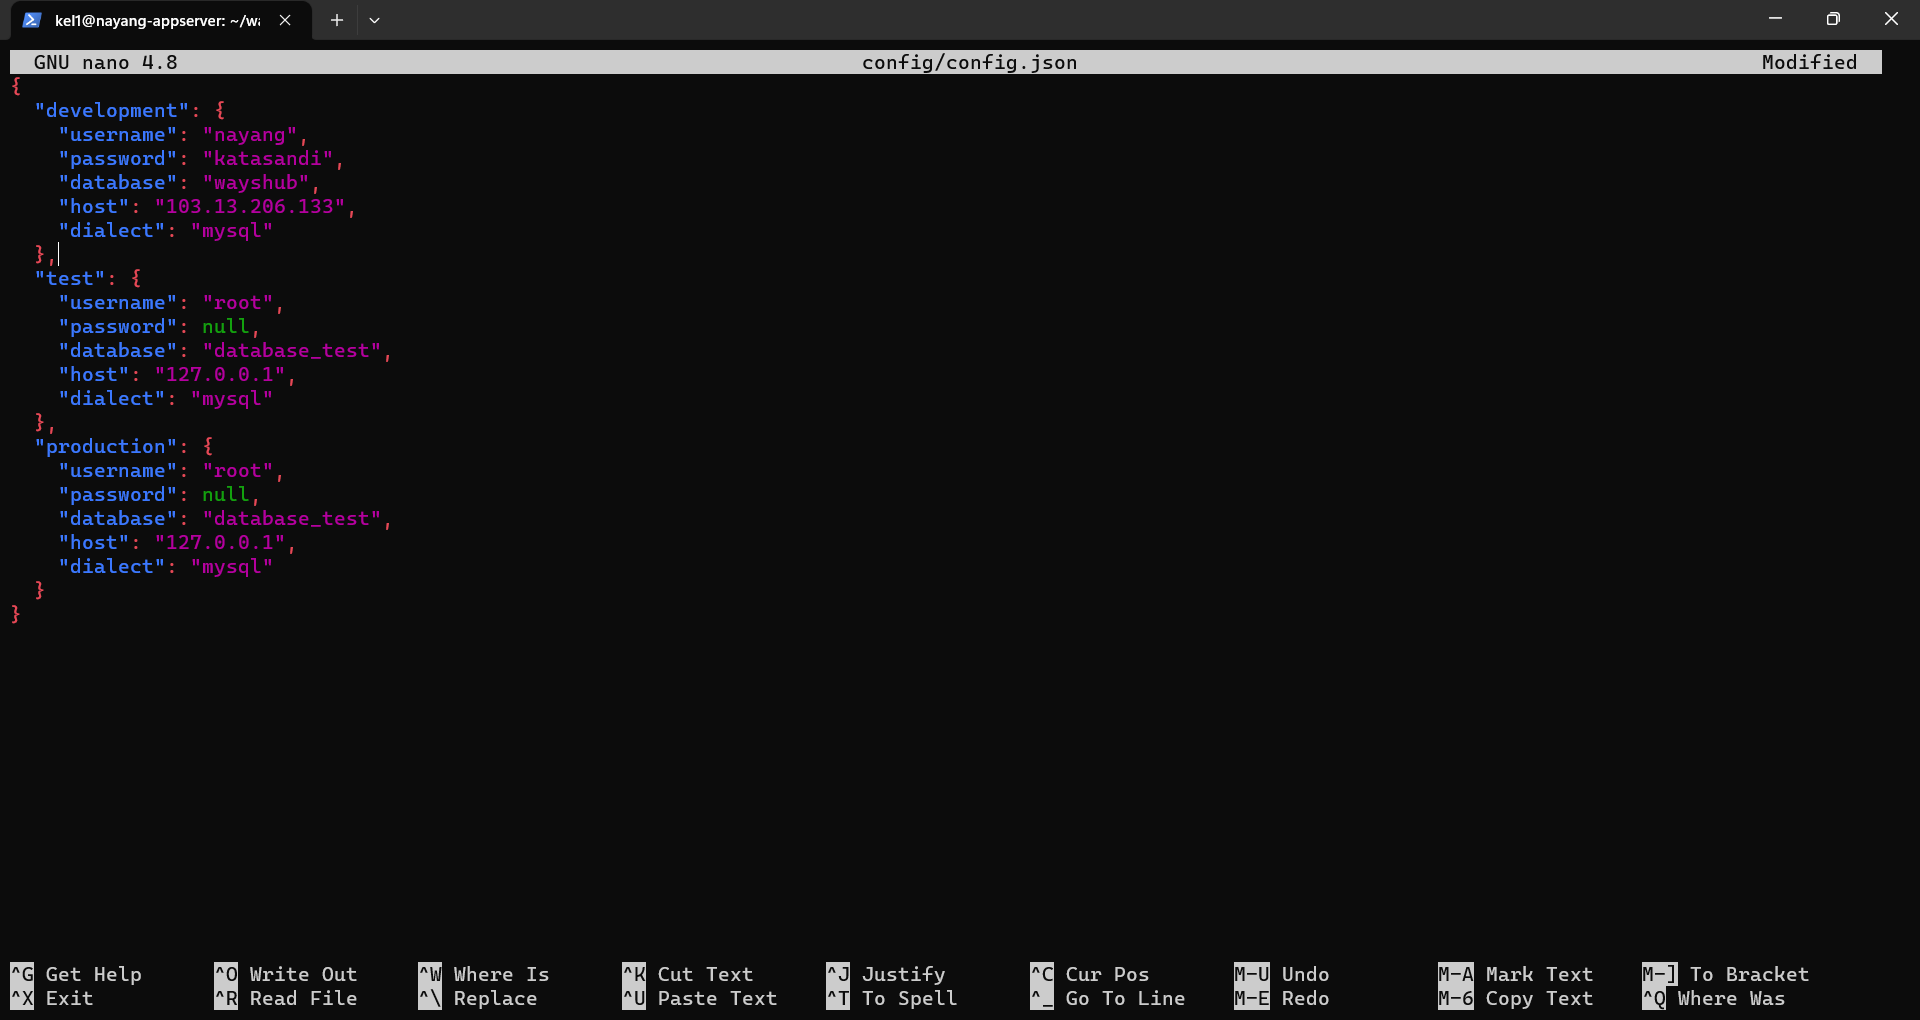 kel1@nayang-appserver: ~/wa
GNU nano 4.8 config/config.json Modified
{
  "development": {
    "username": "nayang",
    "password": "katasandi",
    "database": "wayshub",
    "host": "103.13.206.133",
    "dialect": "mysql"
  },
  "test": {
    "username": "root",
    "password": null,
    "database": "database_test",
    "host": "127.0.0.1",
    "dialect": "mysql"
  },
  "production": {
    "username": "root",
    "password": null,
    "database": "database_test",
    "host": "127.0.0.1",
    "dialect": "mysql"
  }
}
^G Get Help ^O Write Out ^W Where Is ^K Cut Text ^J Justify ^C Cur Pos M-U Undo M-A Mark Text M-] To Bracket
^X Exit ^R Read File ^\ Replace ^U Paste Text ^T To Spell ^_ Go To Line M-E Redo M-6 Copy Text ^Q Where Was